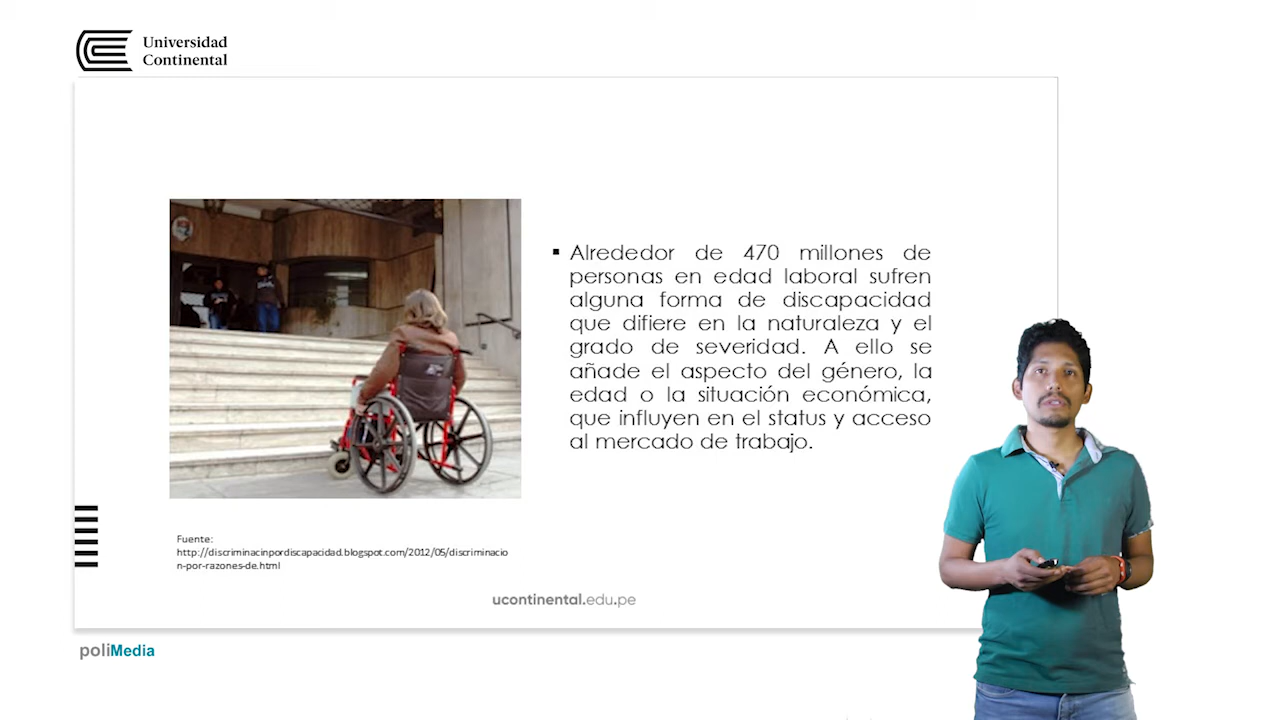 Universidad
Continental
▪ Alrededor de 470 millones de
personas en edad laboral sufren
alguna forma de discapacidad
que difiere en la naturaleza y el
grado de severidad. A ello se
añade el aspecto del género, la
edad o la situación económica,
que influyen en el status y acceso
al mercado de trabajo.
Fuente:
http://discriminacinpordiscapacidad.blogspot.com/2012/05/discriminacio
n-por-razones-de.html
ucontinental.edu.pe
poliMedia